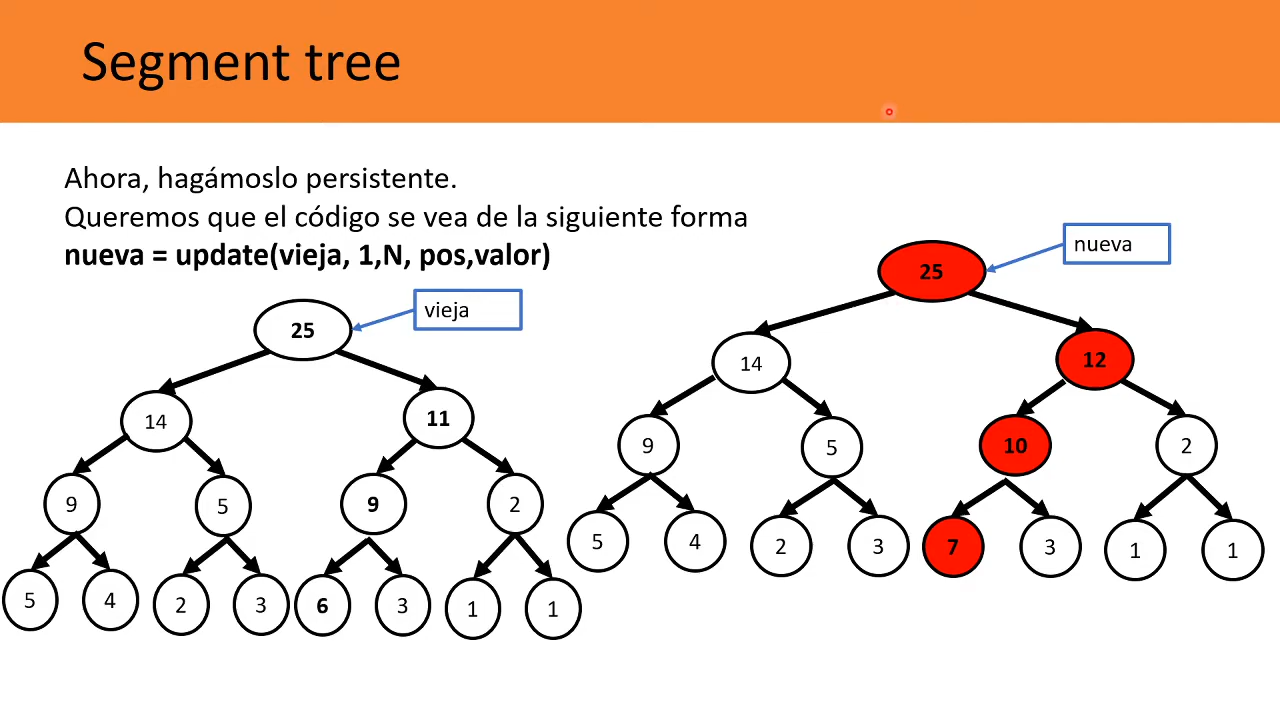 Segment tree
Ahora, hagámoslo persistente.
Queremos que el código se vea de la siguiente forma
nueva = update(vieja, 1,N, pos,valor)
vieja
25
14 11
9 5 9 2
5 4 2 3 6 3 1 1
nueva
25
14 12
9 5 10 2
5 4 2 3 7 3 1 1